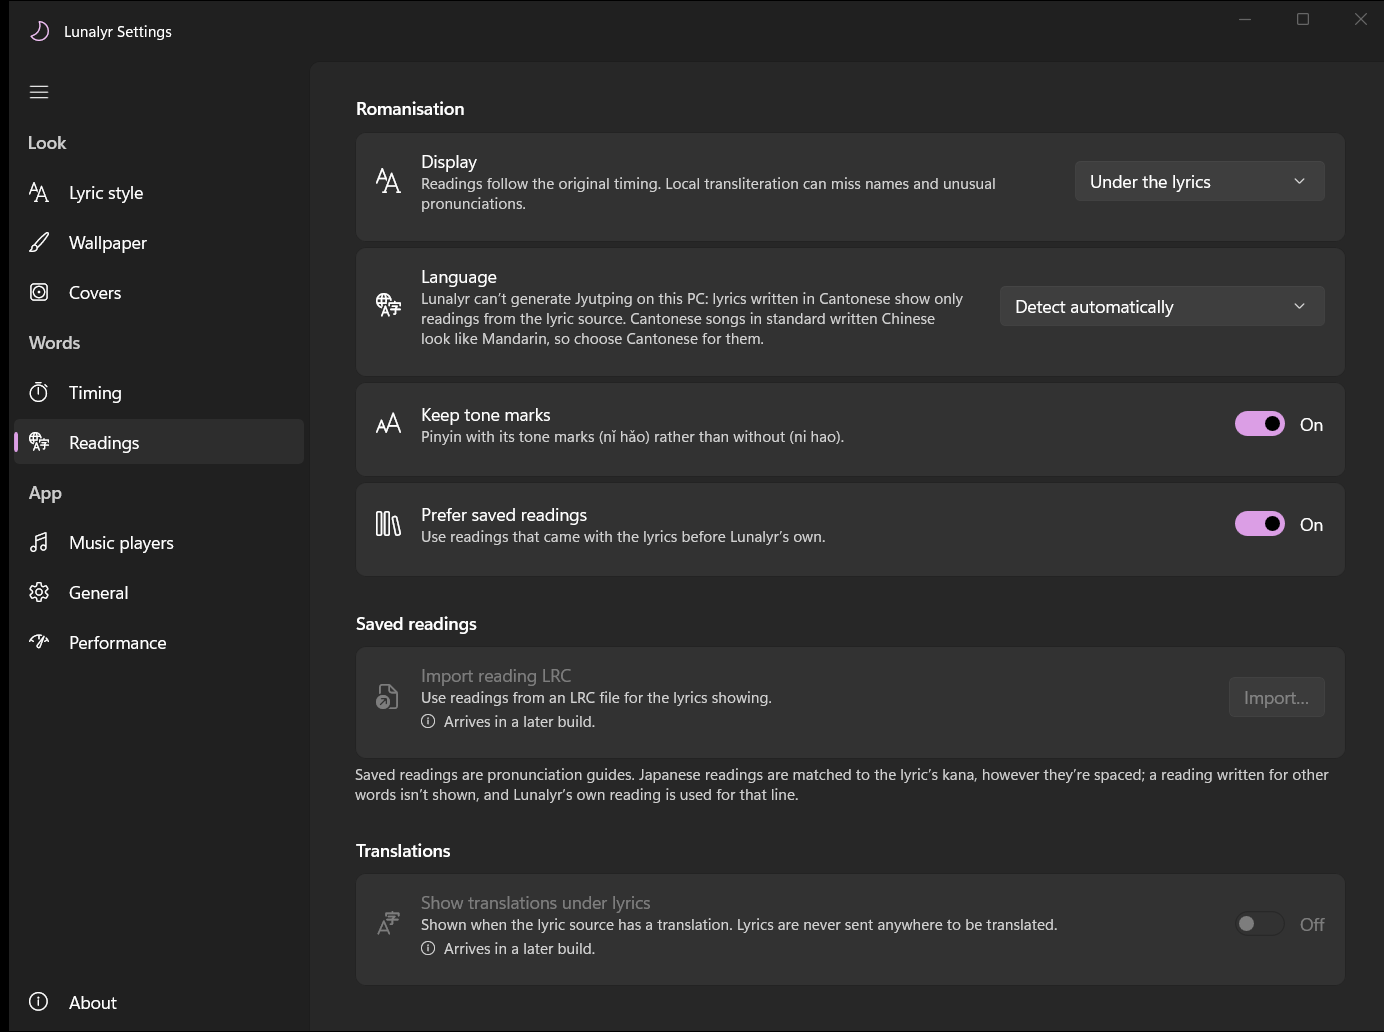 Lunalyr Settings
Look
Lyric style
Wallpaper
Covers
Words
Timing
Readings
App
Music players
General
Performance
About
Romanisation
Display
Readings follow the original timing. Local transliteration can miss names and unusual
pronunciations.
Under the lyrics
Language
Lunalyr can’t generate Jyutping on this PC: lyrics written in Cantonese show only
readings from the lyric source. Cantonese songs in standard written Chinese
look like Mandarin, so choose Cantonese for them.
Detect automatically
Keep tone marks
Pinyin with its tone marks (nǐ hǎo) rather than without (ni hao).
On
Prefer saved readings
Use readings that came with the lyrics before Lunalyr’s own.
On
Saved readings
Import reading LRC
Use readings from an LRC file for the lyrics showing.
Arrives in a later build.
Import...
Saved readings are pronunciation guides. Japanese readings are matched to the lyric’s kana, however they’re spaced; a reading written for other
words isn’t shown, and Lunalyr’s own reading is used for that line.
Translations
Show translations under lyrics
Shown when the lyric source has a translation. Lyrics are never sent anywhere to be translated.
Arrives in a later build.
Off